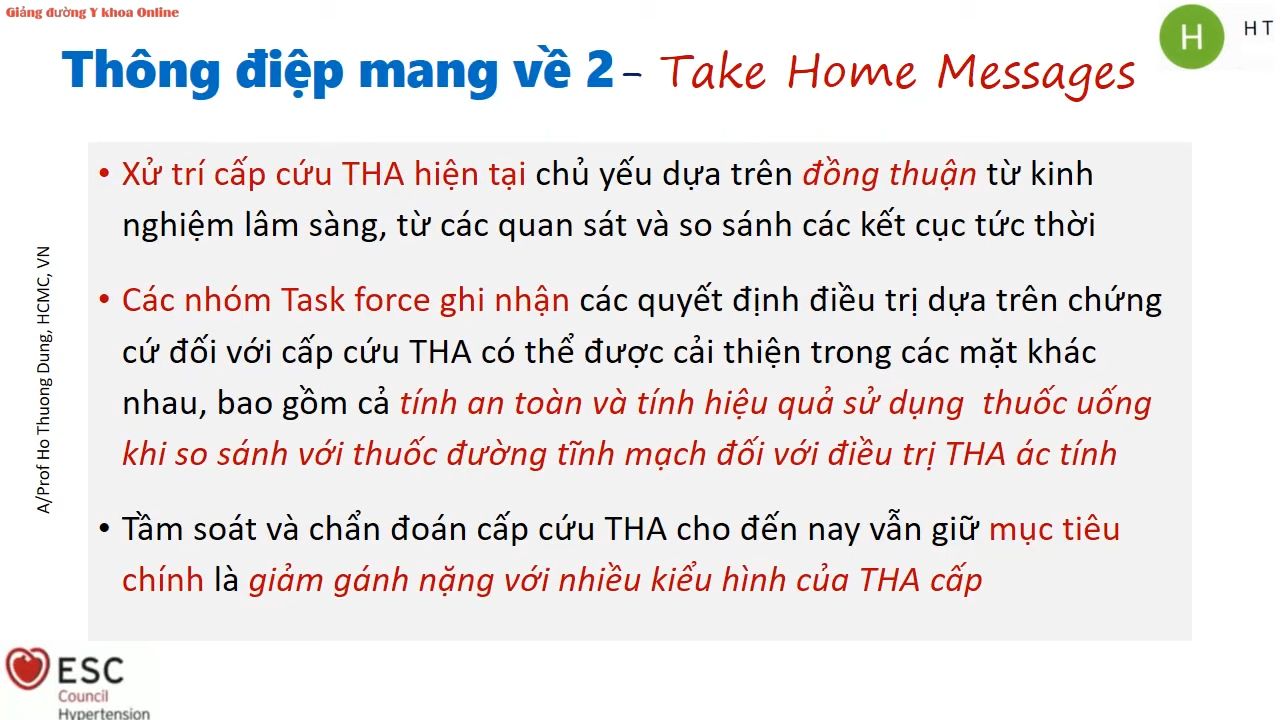 Giảng đường Y khoa Online
H
H T
Thông điệp mang về 2 – Take Home Messages
• Xử trí cấp cứu THA hiện tại chủ yếu dựa trên đồng thuận từ kinh
nghiệm lâm sàng, từ các quan sát và so sánh các kết cục tức thời
• Các nhóm Task force ghi nhận các quyết định điều trị dựa trên chứng
cứ đối với cấp cứu THA có thể được cải thiện trong các mặt khác
nhau, bao gồm cả tính an toàn và tính hiệu quả sử dụng thuốc uống
khi so sánh với thuốc đường tĩnh mạch đối với điều trị THA ác tính
• Tầm soát và chẩn đoán cấp cứu THA cho đến nay vẫn giữ mục tiêu
chính là giảm gánh nặng với nhiều kiểu hình của THA cấp
A/Prof Ho Thuong Dung, HCMC, VN
ESC
Council
Hypertension